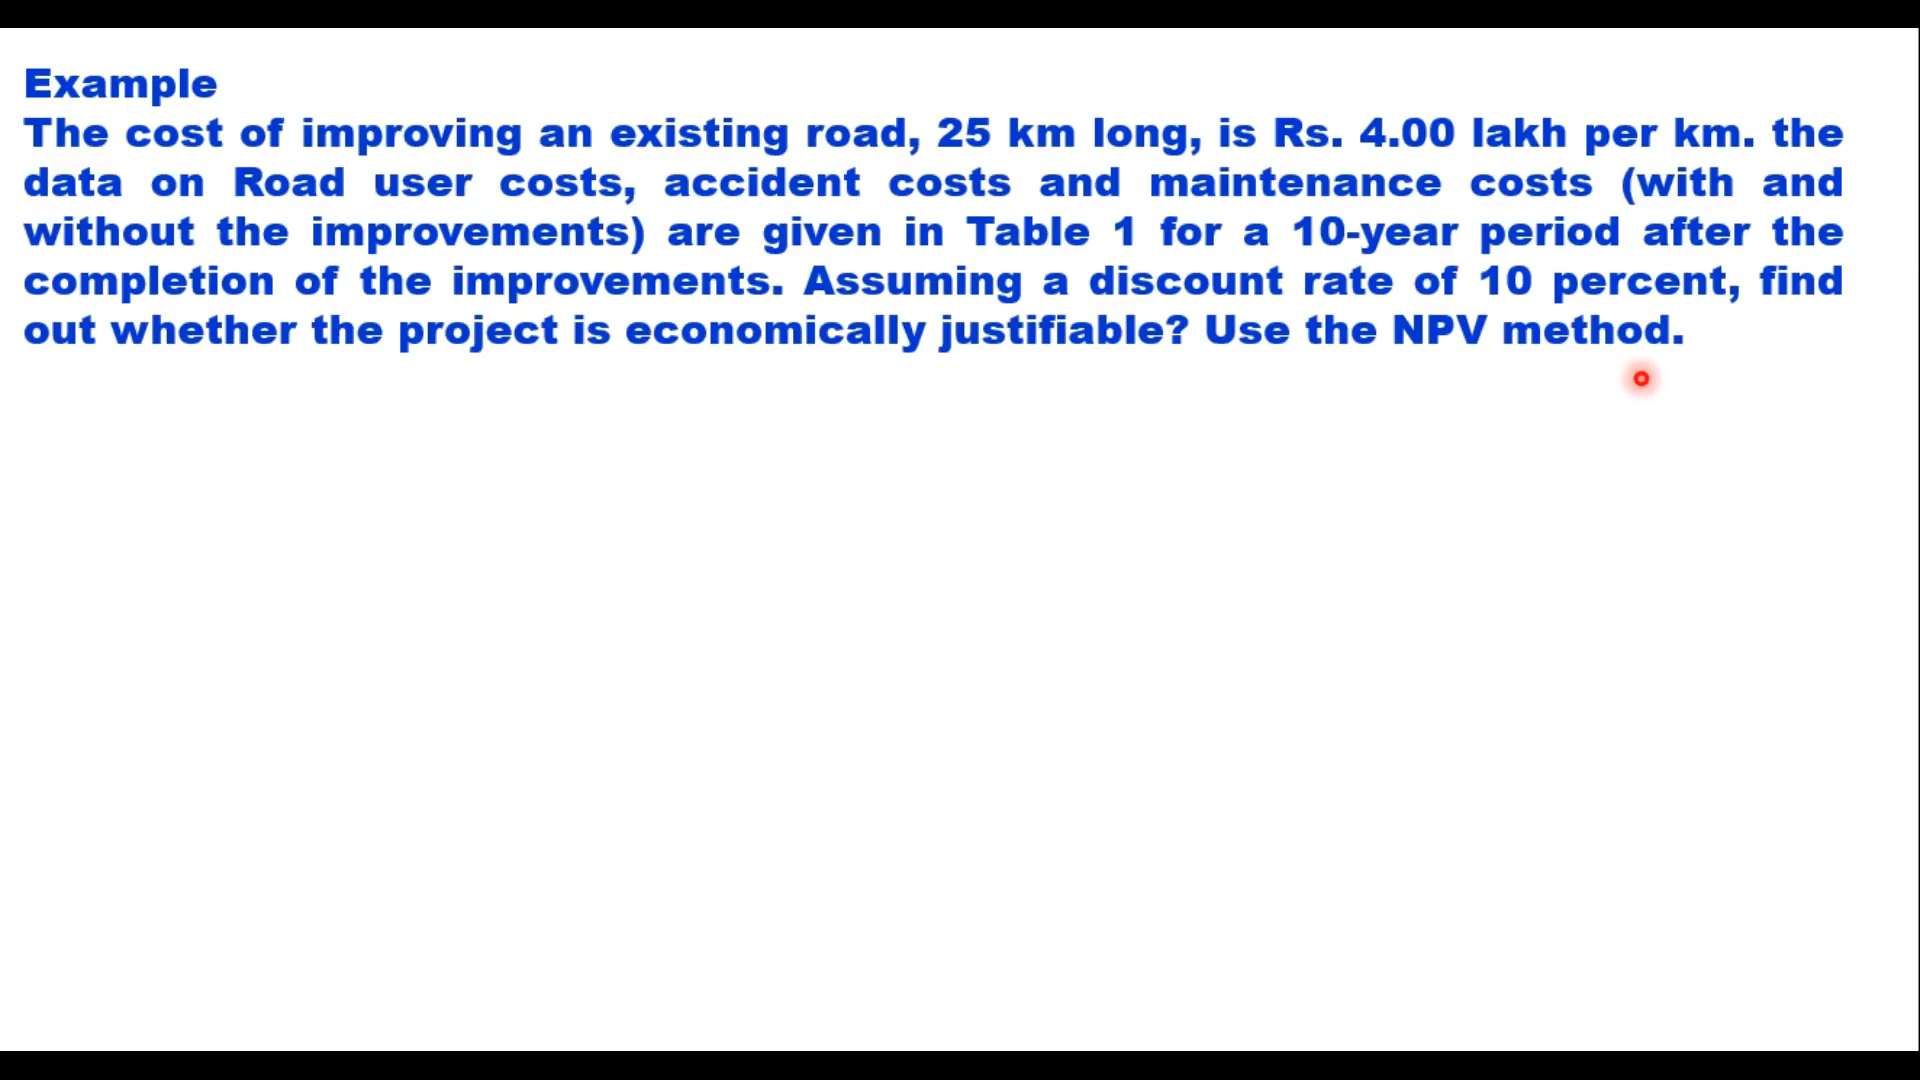 Example
The cost of improving an existing road, 25 km long, is Rs. 4.00 lakh per km. the
data on Road user costs, accident costs and maintenance costs (with and
without the improvements) are given in Table 1 for a 10-year period after the
completion of the improvements. Assuming a discount rate of 10 percent, find
out whether the project is economically justifiable? Use the NPV method.